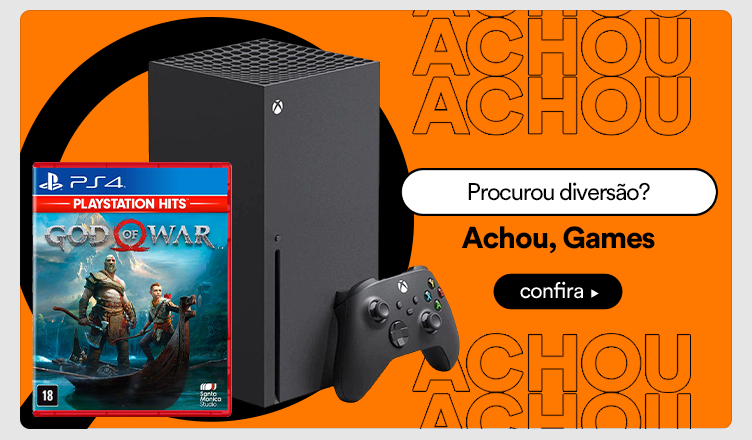 ACHOU
ACHOU
PS4
PLAYSTATION HITS
GOD OF WAR
18
Santa Monica Studio
Procurou diversão?
Achou, Games
confira ▸
ACHOU
ACHOU